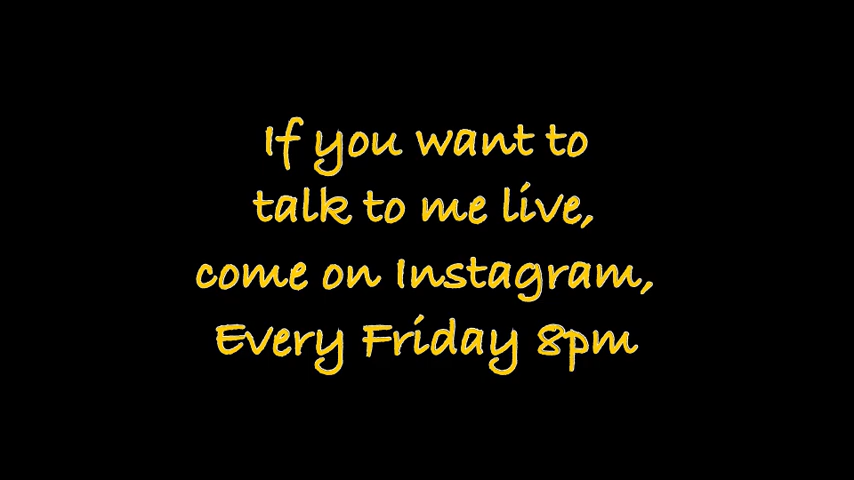 If you want to
talk to me live,
come on Instagram,
Every Friday 8pm